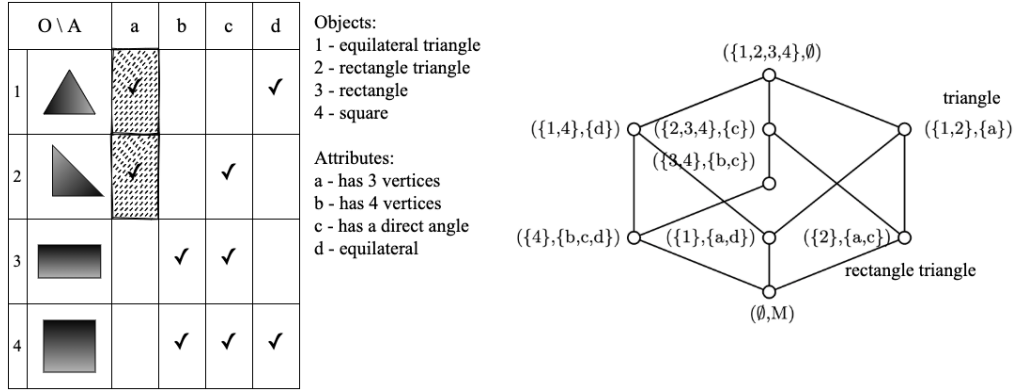 O \ A a b c d
1 ✓ ✓
2 ✓ ✓
3 ✓ ✓
4 ✓ ✓ ✓
Objects:
1 - equilateral triangle
2 - rectangle triangle
3 - rectangle
4 - square
Attributes:
a - has 3 vertices
b - has 4 vertices
c - has a direct angle
d - equilateral
({1,2,3,4},∅)
triangle
({1,4},{d}) ({2,3,4},{c}) ({1,2},{a})
({3,4},{b,c})
({4},{b,c,d}) ({1},{a,d}) ({2},{a,c})
rectangle triangle
(∅,M)